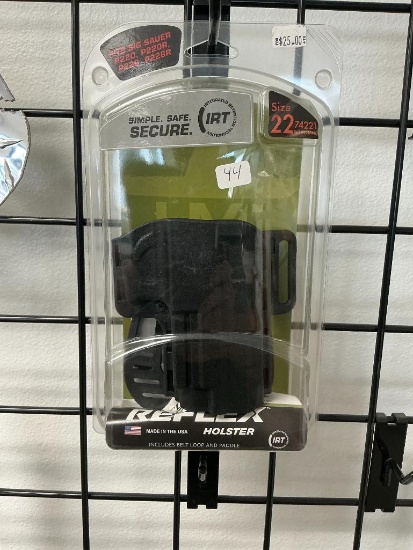 $25.00
FITS SIG SAUER
P220, P220R,
P226, P226R
SIMPLE. SAFE.
SECURE.
IRT
Size
22
74221
44
REFLEX
MADE IN THE USA
HOLSTER
IRT
INCLUDES BELT LOOP AND PADDLE